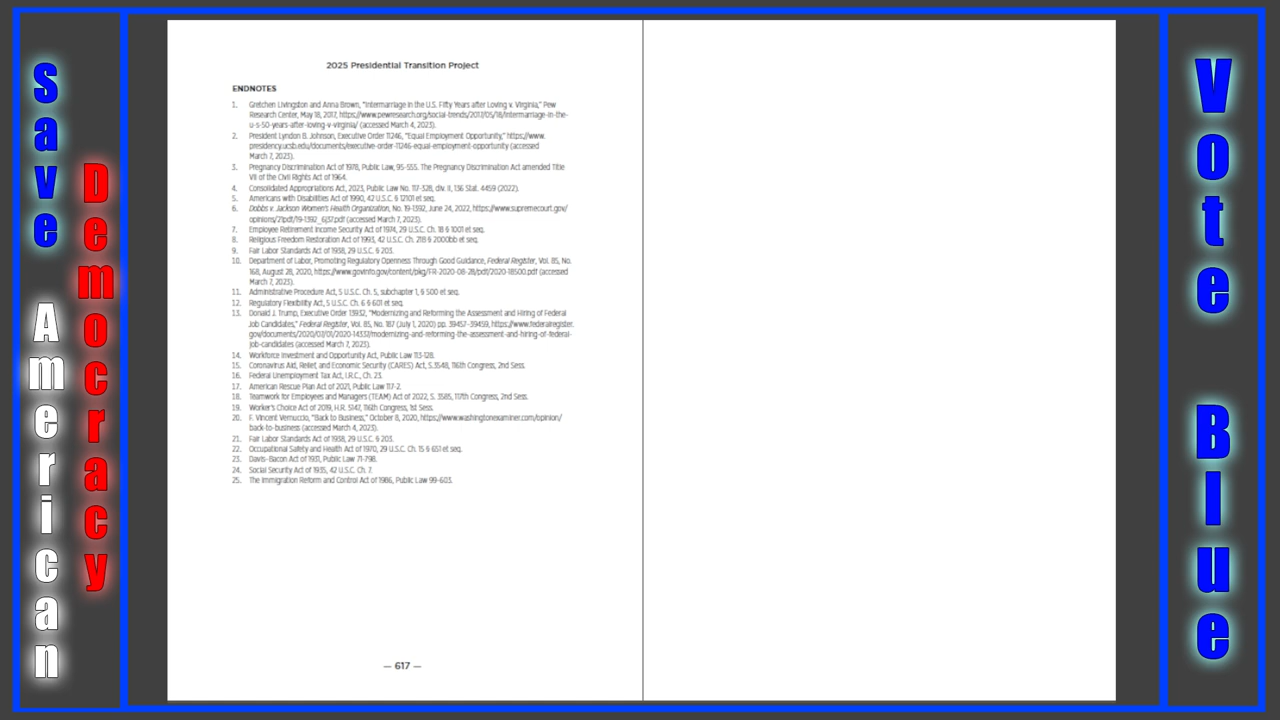 Save
American
Democracy
2025 Presidential Transition Project
ENDNOTES
1. Gretchen Livingston and Anna Brown, "Intermarriage in the U.S. Fifty Years after Loving v. Virginia," Pew
Research Center, May 18, 2017, https://www.pewresearch.org/social-trends/2017/05/18/intermarriage-in-the-
u-s-50-years-after-loving-v-virginia/ (accessed March 4, 2023).
2. President Lyndon B. Johnson, Executive Order 11246, "Equal Employment Opportunity," https://www.
presidency.ucsb.edu/documents/executive-order-11246-equal-employment-opportunity (accessed
March 7, 2023).
3. Pregnancy Discrimination Act of 1978, Public Law, 95-555. The Pregnancy Discrimination Act amended Title
VII of the Civil Rights Act of 1964.
4. Consolidated Appropriations Act, 2023, Public Law No. 117-328, div. II, 136 Stat. 4459 (2022).
5. Americans with Disabilities Act of 1990, 42 U.S.C. § 12101 et seq.
6. Dobbs v. Jackson Women's Health Organization, No. 19-1392, June 24, 2022, https://www.supremecourt.gov/
opinions/21pdf/19-1392_6j37.pdf (accessed March 7, 2023).
7. Employee Retirement Income Security Act of 1974, 29 U.S.C. Ch. 18 § 1001 et seq.
8. Religious Freedom Restoration Act of 1993, 42 U.S.C. Ch. 21B § 2000bb et seq.
9. Fair Labor Standards Act of 1938, 29 U.S.C. § 203.
10. Department of Labor, Promoting Regulatory Openness Through Good Guidance, Federal Register, Vol. 85, No.
168, August 28, 2020, https://www.govinfo.gov/content/pkg/FR-2020-08-28/pdf/2020-18500.pdf (accessed
March 7, 2023).
11. Administrative Procedure Act, 5 U.S.C. Ch. 5, subchapter 1, § 500 et seq.
12. Regulatory Flexibility Act, 5 U.S.C. Ch. 6 § 601 et seq.
13. Donald J. Trump, Executive Order 13932, "Modernizing and Reforming the Assessment and Hiring of Federal
Job Candidates," Federal Register, Vol. 85, No. 187 (July 1, 2020) pp. 39457-39459, https://www.federalregister.
gov/documents/2020/07/01/2020-14337/modernizing-and-reforming-the-assessment-and-hiring-of-federal-
job-candidates (accessed March 7, 2023).
14. Workforce Investment and Opportunity Act, Public Law 113-128.
15. Coronavirus Aid, Relief, and Economic Security (CARES) Act, S.3548, 116th Congress, 2nd Sess.
16. Federal Unemployment Tax Act, I.R.C., Ch. 23.
17. American Rescue Plan Act of 2021, Public Law 117-2.
18. Teamwork for Employees and Managers (TEAM) Act of 2022, S. 3585, 117th Congress, 2nd Sess.
19. Worker's Choice Act of 2019, H.R. 5147, 116th Congress, 1st Sess.
20. F. Vincent Vernuccio, "Back to Business," October 8, 2020, https://www.washingtonexaminer.com/opinion/
back-to-business (accessed March 4, 2023).
21. Fair Labor Standards Act of 1938, 29 U.S.C. § 203.
22. Occupational Safety and Health Act of 1970, 29 U.S.C. Ch. 15 § 651 et seq.
23. Davis–Bacon Act of 1931, Public Law 71-798.
24. Social Security Act of 1935, 42 U.S.C. Ch. 7.
25. The Immigration Reform and Control Act of 1986, Public Law 99-603.
— 617 —
Vote
Blue